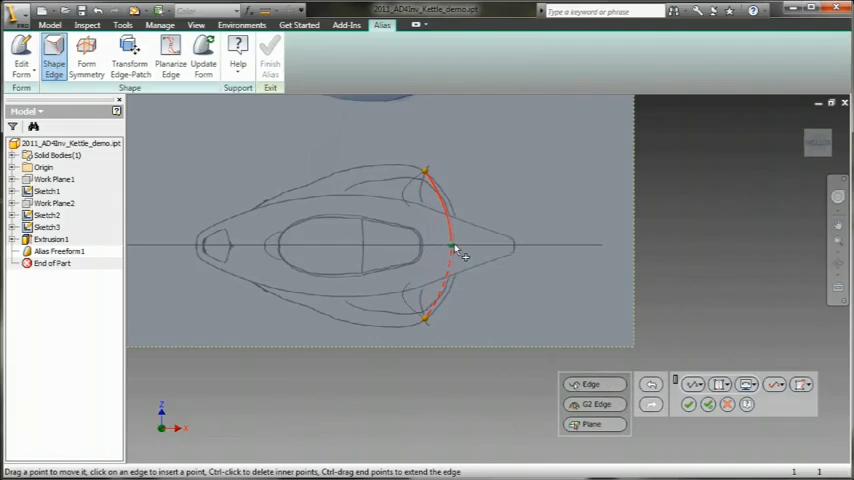 Color
2011_AD4Inv_Kettle_demo.ipt
Type a keyword or phrase
PRO
Model Inspect Tools Manage View Environments Get Started Add-Ins Alias
Edit Form
Shape Edge
Form Symmetry
Transform Edge-Patch
Planarize Edge
Update Form
Help
Finish Alias
Form Shape Support Exit
Model
2011_AD4Inv_Kettle_demo.ipt
Solid Bodies(1)
Origin
Work Plane1
Sketch1
Work Plane2
Sketch2
Sketch3
Extrusion1
Alias Freeform1
End of Part
Edge
G2 Edge
Plane
Z
X
Drag a point to move it, click on an edge to insert a point, Ctrl-click to delete inner points, Ctrl-drag end points to extend the edge
1 1